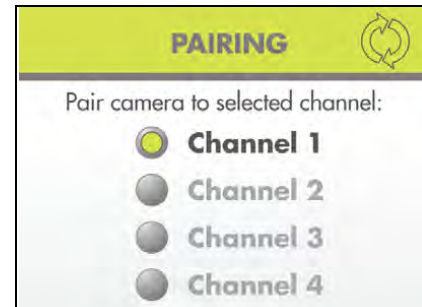 PAIRING
Pair camera to selected channel:
Channel 1
Channel 2
Channel 3
Channel 4